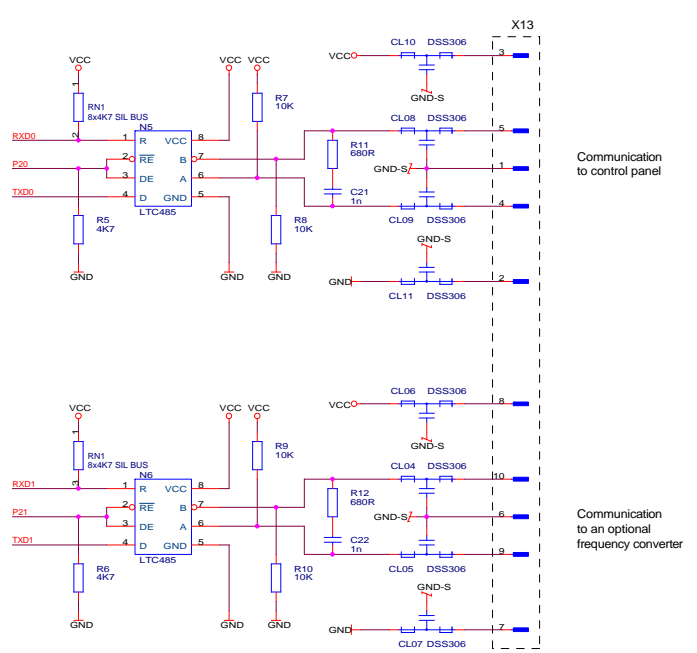 X13
CL10 DSS306
3
VCC
VCC
VCC VCC
GND-S
1
R7
10K
RN1
8x4K7 SIL BUS
CL08 DSS306
5
N5
2
RXD0
1 R VCC 8
R11
680R
P20
2 RE B 7
GND-S
1
Communication
to control panel
3 DE A 6
TXD0
4 D GND 5
C21
1n
4
LTC485
R5
4K7
R8
10K
CL09 DSS306
GND-S
GND
GND
GND
GND
2
CL11 DSS306
CL06 DSS306
8
VCC
VCC
VCC VCC
GND-S
1
R9
10K
RN1
8x4K7 SIL BUS
CL04 DSS306
10
N6
3
RXD1
1 R VCC 8
R12
680R
P21
2 RE B 7
GND-S
6
Communication
to an optional
frequency converter
3 DE A 6
TXD1
4 D GND 5
C22
1n
9
LTC485
R6
4K7
R10
10K
CL05 DSS306
GND-S
GND
GND
GND
GND
7
CL07 DSS306